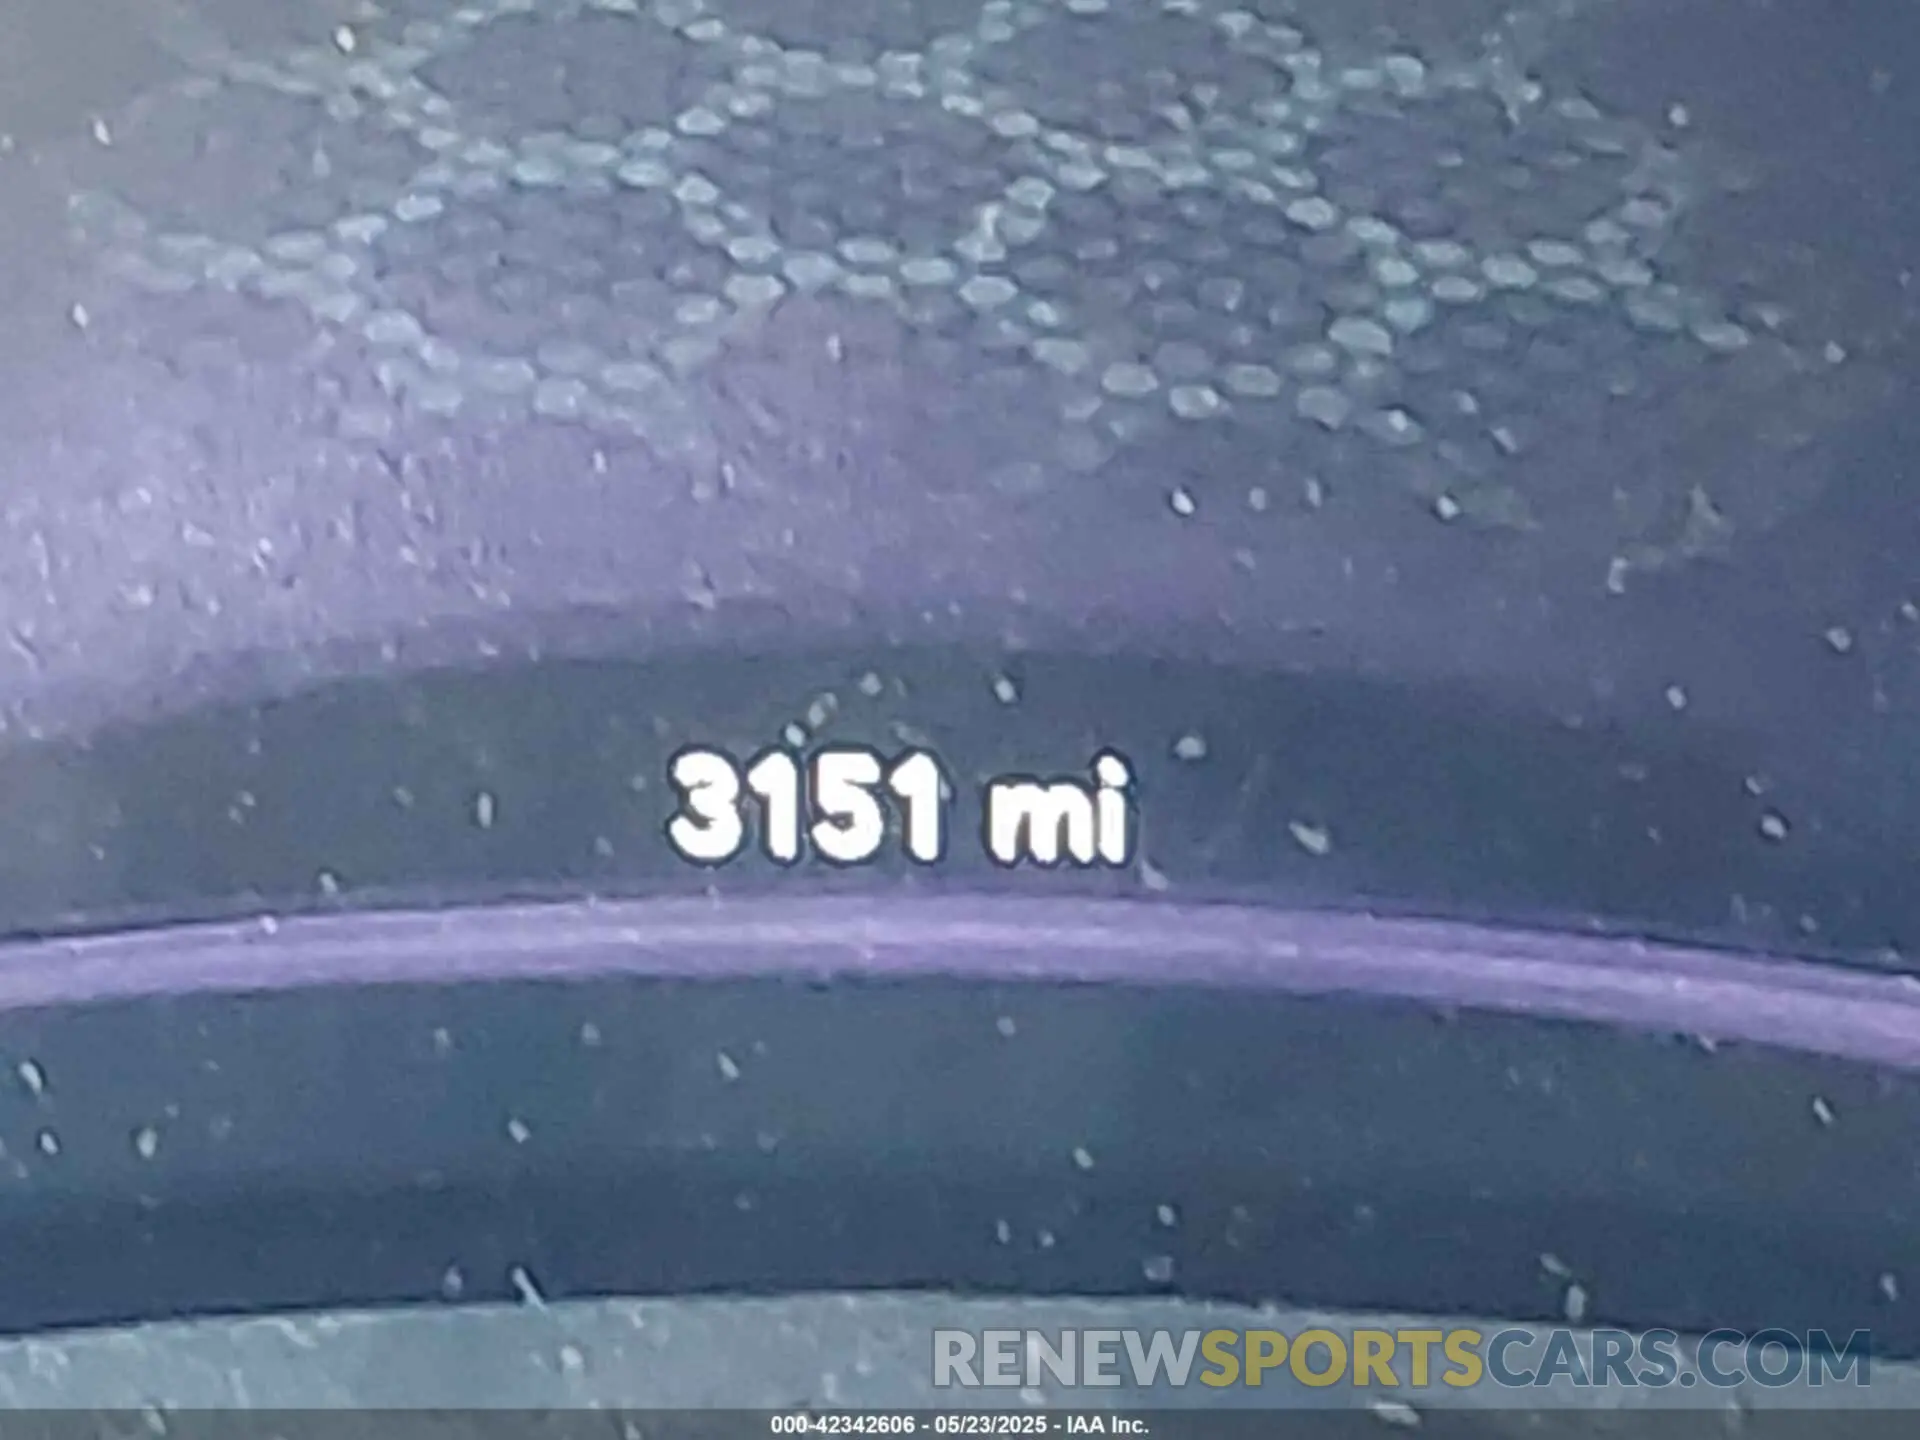 3151 mi
RENEWSPORTSCARS.COM
000-42342606 - 05/23/2025 - IAA Inc.